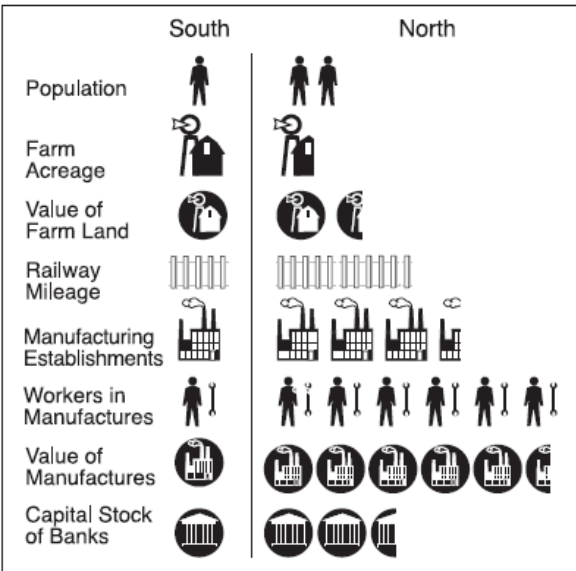 South North
Population
Farm
Acreage
Value of
Farm Land
Railway
Mileage
Manufacturing
Establishments
Workers in
Manufactures
Value of
Manufactures
Capital Stock
of Banks